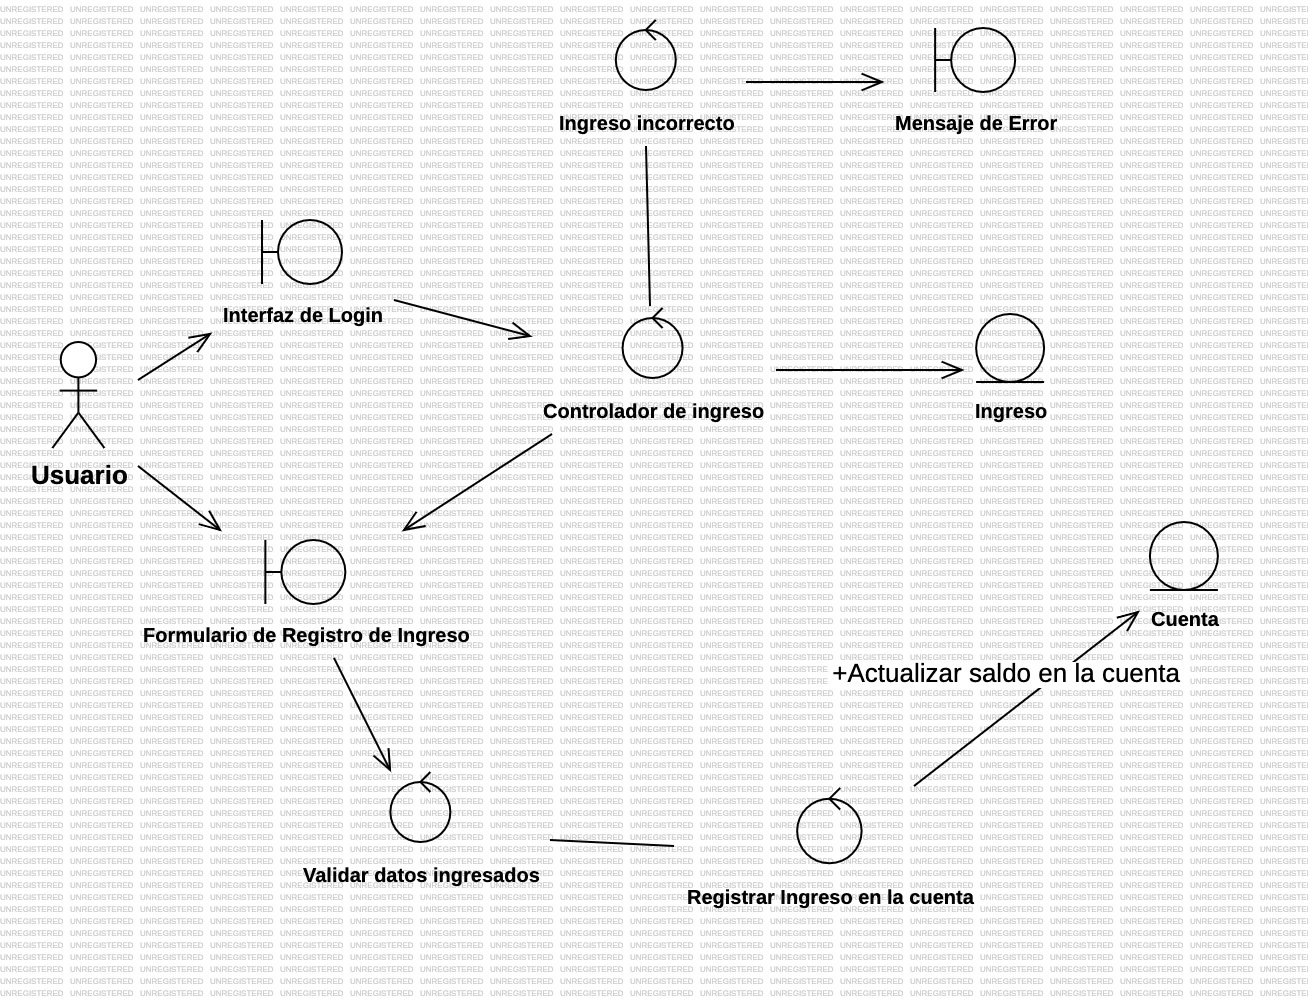 Ingreso incorrecto
Mensaje de Error
Interfaz de Login
Controlador de ingreso
Ingreso
Usuario
Formulario de Registro de Ingreso
Cuenta
+Actualizar saldo en la cuenta
Validar datos ingresados
Registrar Ingreso en la cuenta
UNREGISTERED